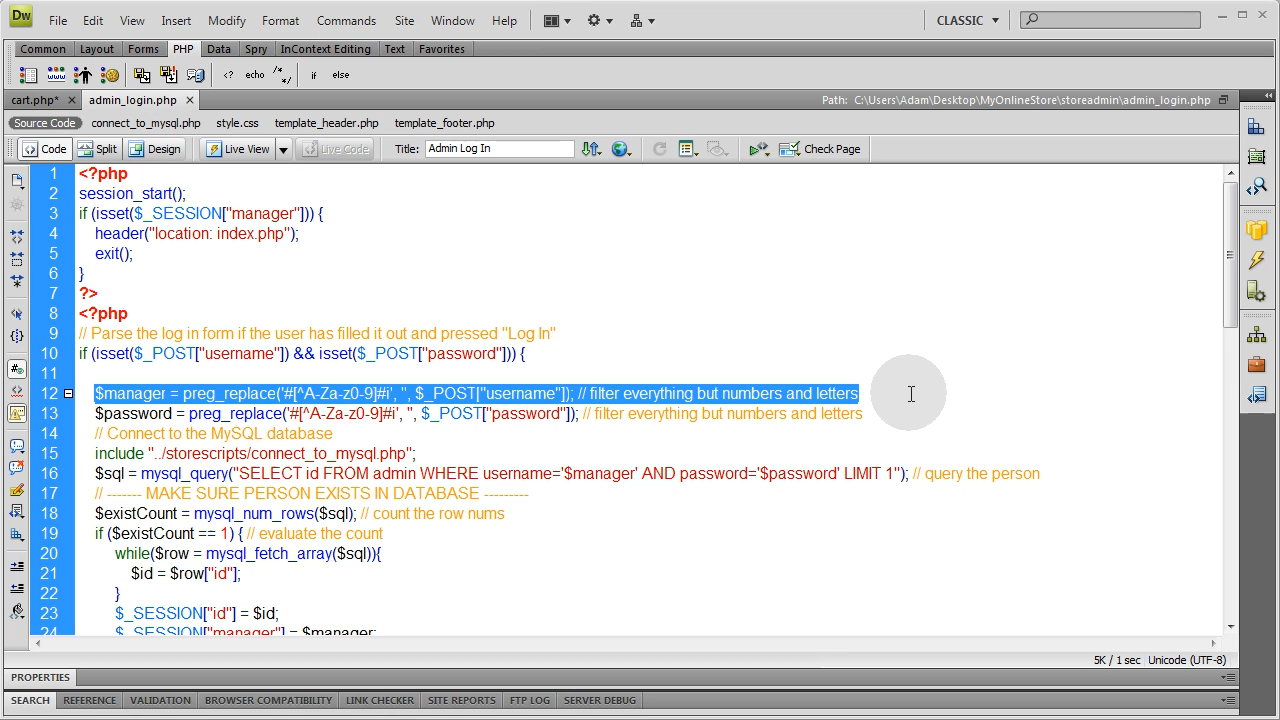 Dw File Edit View Insert Modify Format Commands Site Window Help CLASSIC
Common Layout Forms PHP Data Spry InContext Editing Text Favorites
<? echo /* */ if else
cart.php* × admin_login.php × Path: C:\Users\Adam\Desktop\MyOnlineStore\storeadmin\admin_login.php
Source Code connect_to_mysql.php style.css template_header.php template_footer.php
Code Split Design Live View Live Code Title: Admin Log In Check Page
1 <?php
2 session_start();
3 if (isset($_SESSION["manager"])) {
4 header("location: index.php");
5 exit();
6 }
7 ?>
8 <?php
9 // Parse the log in form if the user has filled it out and pressed "Log In"
10 if (isset($_POST["username"]) && isset($_POST["password"])) {
11
12 $manager = preg_replace('#[^A-Za-z0-9]#i', '', $_POST["username"]); // filter everything but numbers and letters
13 $password = preg_replace('#[^A-Za-z0-9]#i', '', $_POST["password"]); // filter everything but numbers and letters
14 // Connect to the MySQL database
15 include "../storescripts/connect_to_mysql.php";
16 $sql = mysql_query("SELECT id FROM admin WHERE username='$manager' AND password='$password' LIMIT 1"); // query the person
17 // ------- MAKE SURE PERSON EXISTS IN DATABASE ---------
18 $existCount = mysql_num_rows($sql); // count the row nums
19 if ($existCount == 1) { // evaluate the count
20 while($row = mysql_fetch_array($sql)){
21 $id = $row["id"];
22 }
23 $_SESSION["id"] = $id;
24 $_SESSION["manager"] = $manager;
5K / 1 sec Unicode (UTF-8)
PROPERTIES
SEARCH REFERENCE VALIDATION BROWSER COMPATIBILITY LINK CHECKER SITE REPORTS FTP LOG SERVER DEBUG